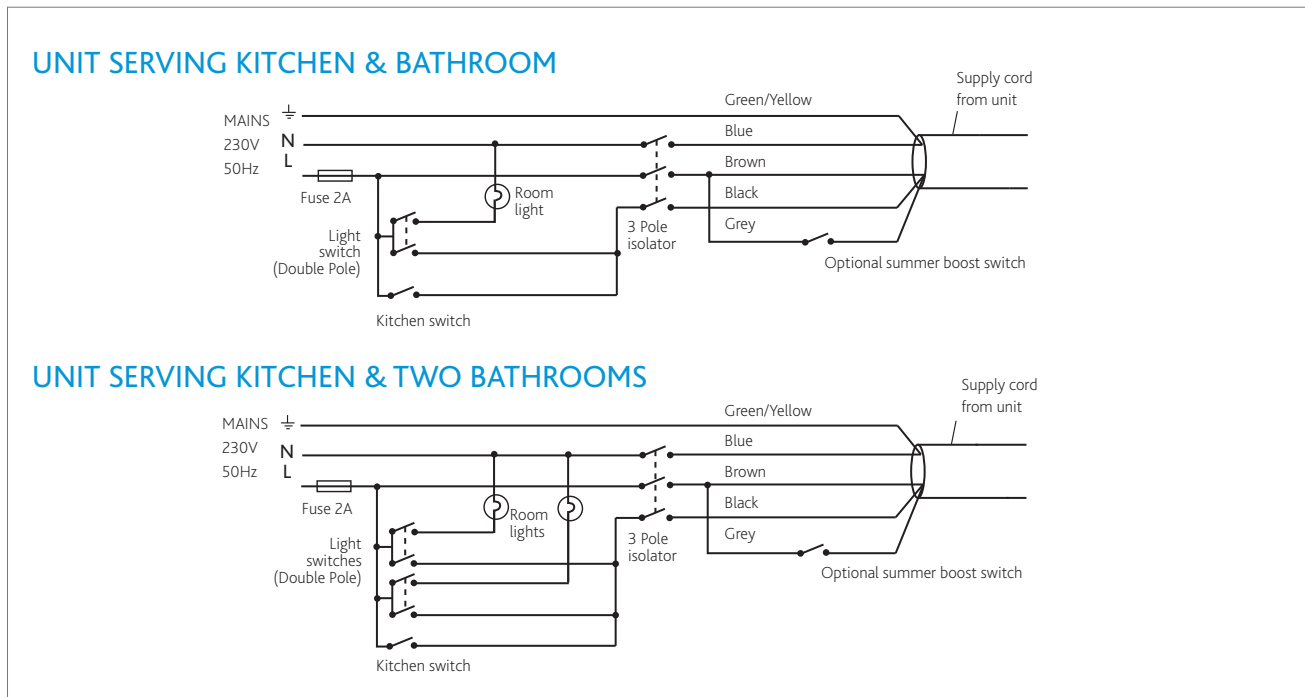 UNIT SERVING KITCHEN & BATHROOM
Supply cord
from unit
MAINS
230V
50Hz
N
L
Fuse 2A
Green/Yellow
Blue
Brown
Black
Grey
Room
light
Light
switch
(Double Pole)
3 Pole
isolator
Optional summer boost switch
Kitchen switch
UNIT SERVING KITCHEN & TWO BATHROOMS
Supply cord
from unit
MAINS
230V
50Hz
N
L
Fuse 2A
Green/Yellow
Blue
Brown
Black
Grey
Room
lights
Light
switches
(Double Pole)
3 Pole
isolator
Optional summer boost switch
Kitchen switch